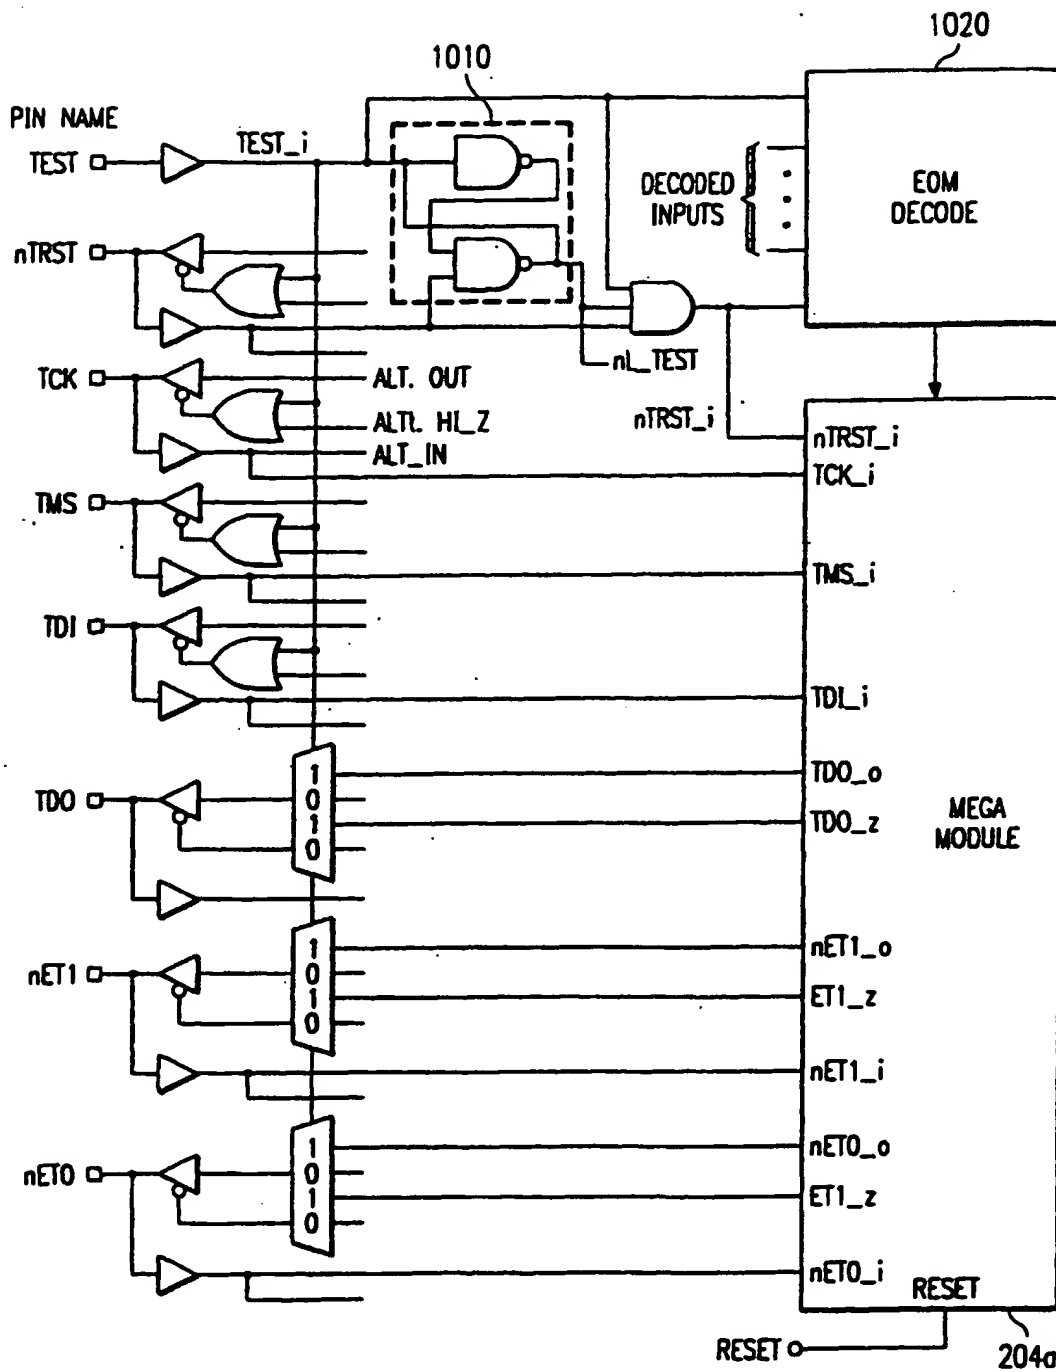 1020
1010
PIN NAME
TEST
TEST_i
DECODED
INPUTS
EOM
DECODE
nTRST
nL_TEST
TCK
ALT. OUT
ALTL. HI_Z
ALT_IN
nTRST_i
nTRST_i
TCK_i
TMS
TMS_i
TDI
TDI_i
TDO
1
0
1
0
TDO_o
TDO_z
MEGA
MODULE
nET1
1
0
1
0
nET1_o
ET1_z
nET1_i
nET0
1
0
1
0
nET0_o
ET1_z
nET0_i
RESET
RESET
204a